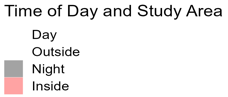 Time of Day and Study Area
Day
Outside
Night
Inside